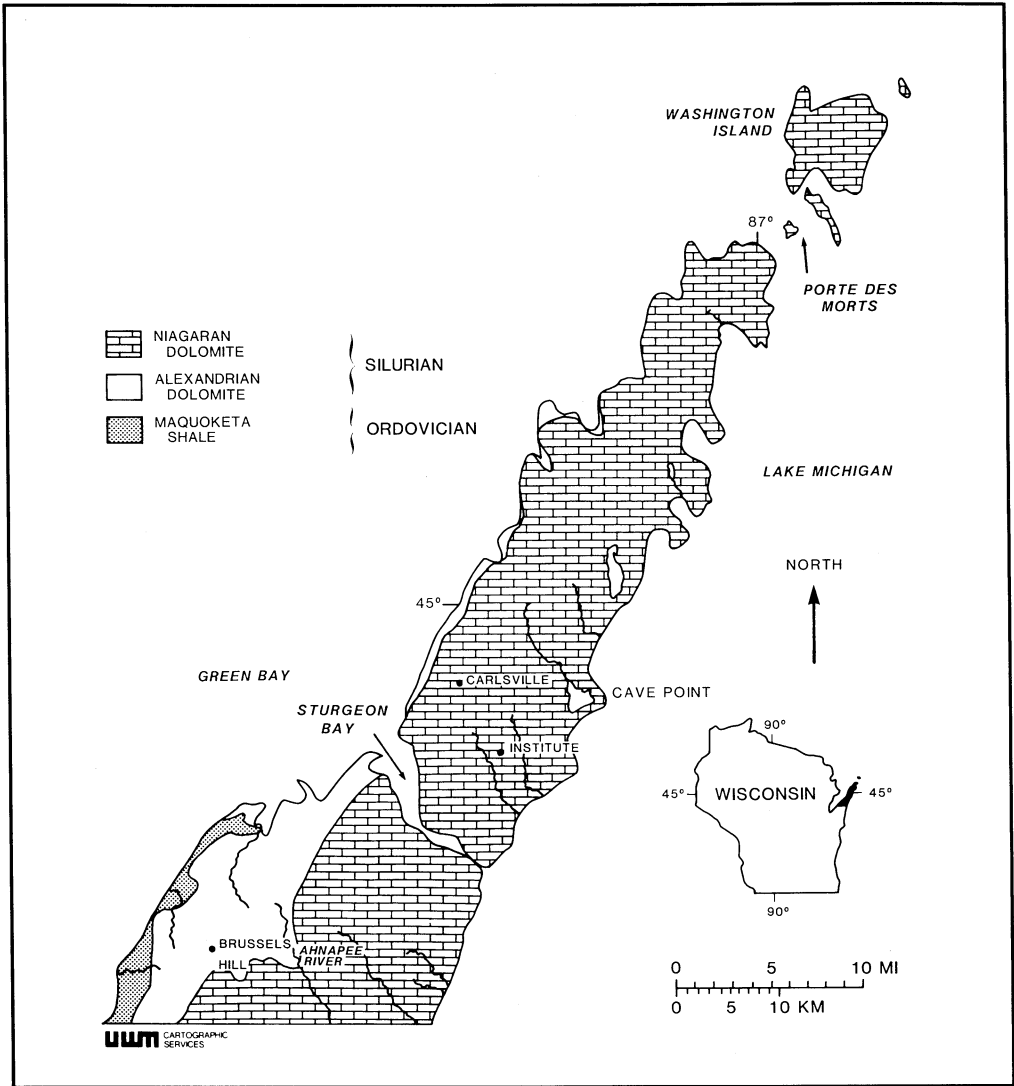 WASHINGTON
ISLAND
87°
PORTE DES
MORTS
NIAGARAN
DOLOMITE
SILURIAN
ALEXANDRIAN
DOLOMITE
MAQUOKETA
SHALE
ORDOVICIAN
LAKE MICHIGAN
NORTH
45°
GREEN BAY
CARLSVILLE
CAVE POINT
STURGEON
BAY
INSTITUTE
90°
45°
WISCONSIN
45°
90°
BRUSSELS
HILL
AHNAPEE
RIVER
0 5 10 MI
0 5 10 KM
uwm CARTOGRAPHIC
SERVICES